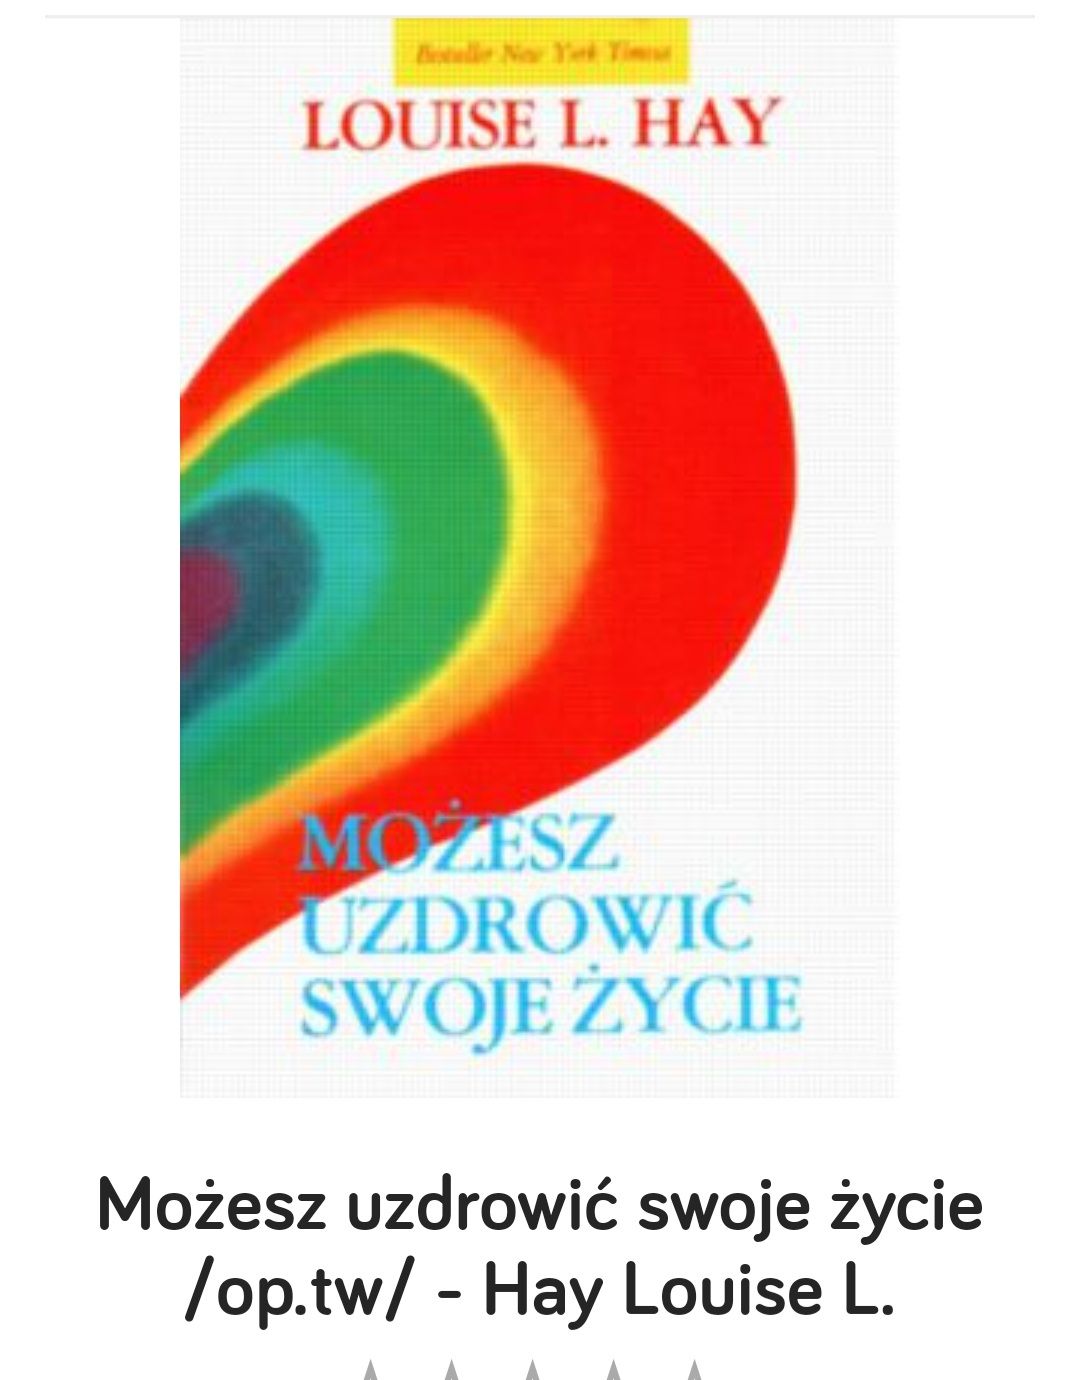 Bestseller New York Timesa
LOUISE L. HAY
MOŻESZ
UZDROWIĆ
SWOJE ŻYCIE
Możesz uzdrowić swoje życie
/op.tw/ - Hay Louise L.